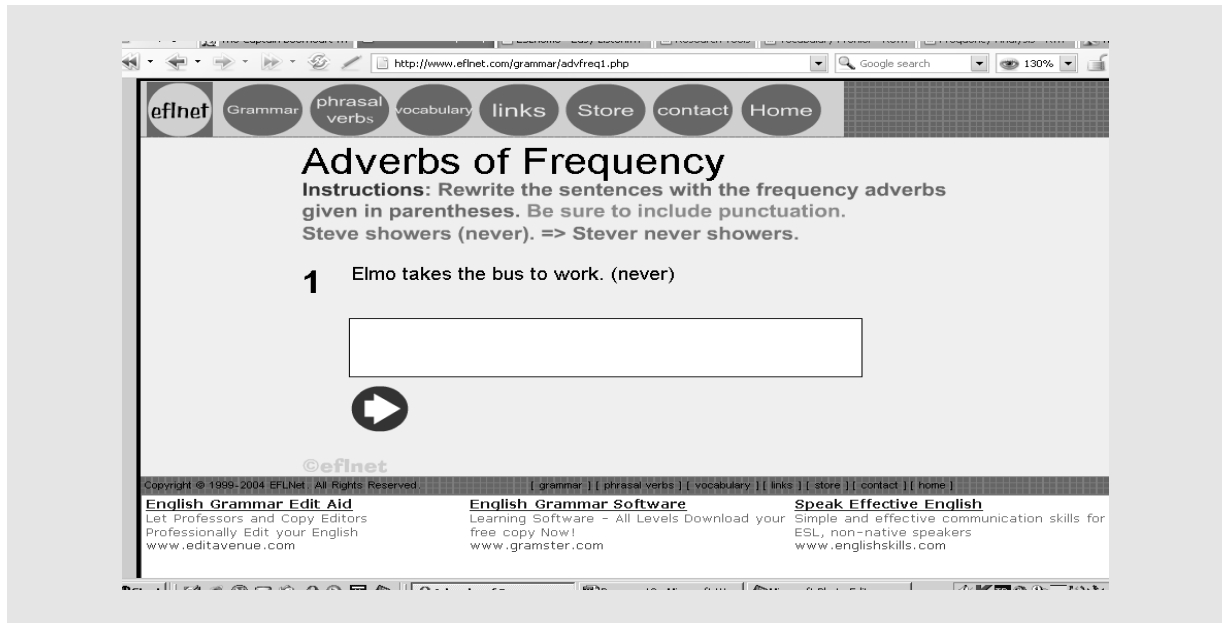 http://www.eflnet.com/grammar/advfreq1.php
Google search
130%
eflnet
Grammar
phrasal
verbs
vocabulary
links
Store
contact
Home
Adverbs of Frequency
Instructions: Rewrite the sentences with the frequency adverbs
given in parentheses. Be sure to include punctuation.
Steve showers (never). => Stever never showers.
1 Elmo takes the bus to work. (never)
©eflnet
Copyright © 1999-2004 EFLNet. All Rights Reserved. [ grammar ] [ phrasal verbs ] [ vocabulary ] [ links ] [ store ] [ contact ] [ home ]
English Grammar Edit Aid
Let Professors and Copy Editors
Professionally Edit your English
www.editavenue.com
English Grammar Software
Learning Software - All Levels Download your
free copy Now!
www.gramster.com
Speak Effective English
Simple and effective communication skills for
ESL, non-native speakers
www.englishskills.com